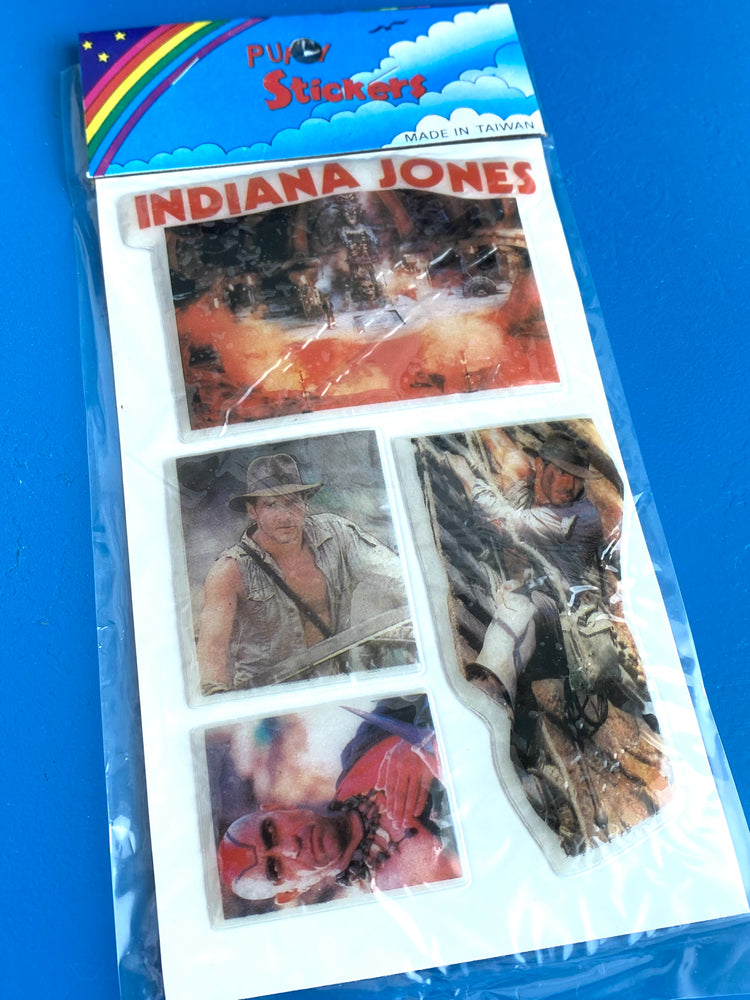 PUFFY
Stickers
MADE IN TAIWAN
INDIANA JONES